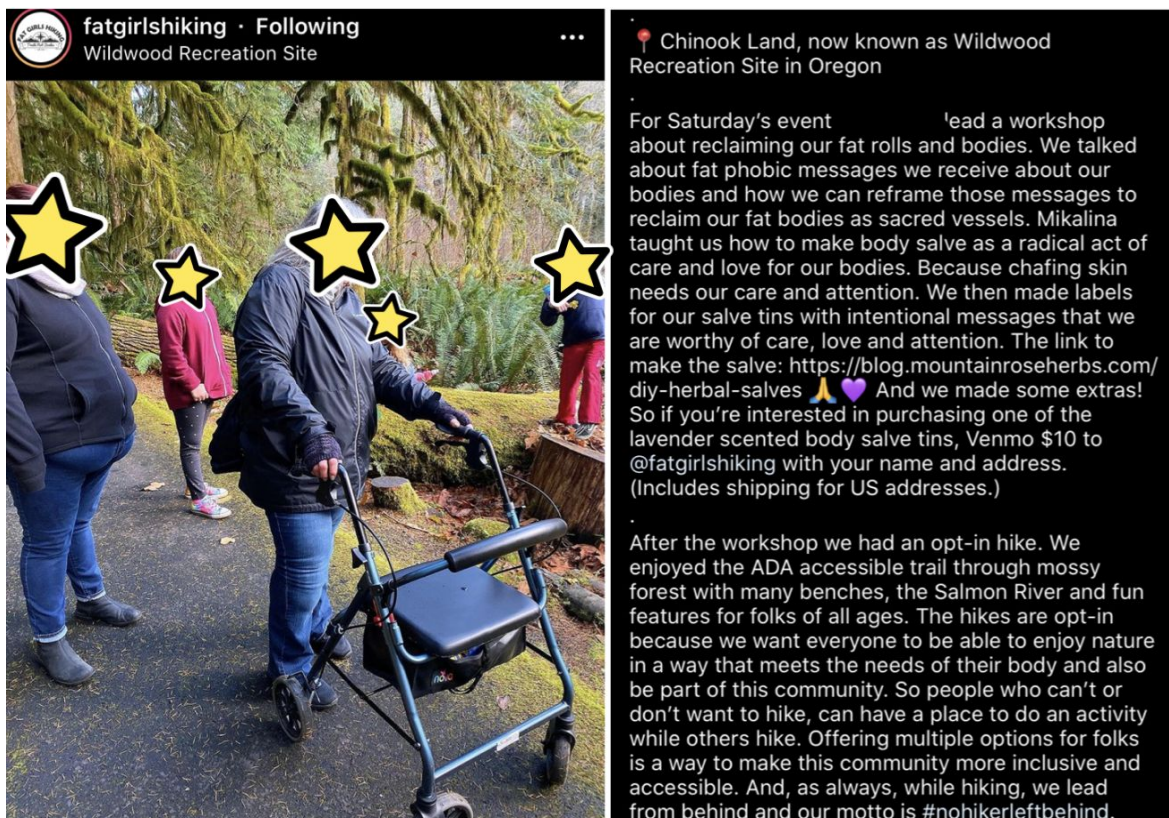 fatgirlshiking · Following
Wildwood Recreation Site
FAT GIRLS HIKING
nova
.
📍 Chinook Land, now known as Wildwood
Recreation Site in Oregon
.
For Saturday’s event lead a workshop
about reclaiming our fat rolls and bodies. We talked
about fat phobic messages we receive about our
bodies and how we can reframe those messages to
reclaim our fat bodies as sacred vessels. Mikalina
taught us how to make body salve as a radical act of
care and love for our bodies. Because chafing skin
needs our care and attention. We then made labels
for our salve tins with intentional messages that we
are worthy of care, love and attention. The link to
make the salve: https://blog.mountainroseherbs.com/
diy-herbal-salves 🙏💜 And we made some extras!
So if you’re interested in purchasing one of the
lavender scented body salve tins, Venmo $10 to
@fatgirlshiking with your name and address.
(Includes shipping for US addresses.)
.
After the workshop we had an opt-in hike. We
enjoyed the ADA accessible trail through mossy
forest with many benches, the Salmon River and fun
features for folks of all ages. The hikes are opt-in
because we want everyone to be able to enjoy nature
in a way that meets the needs of their body and also
be part of this community. So people who can’t or
don’t want to hike, can have a place to do an activity
while others hike. Offering multiple options for folks
is a way to make this community more inclusive and
accessible. And, as always, while hiking, we lead
from behind and our motto is #nohikerleftbehind.